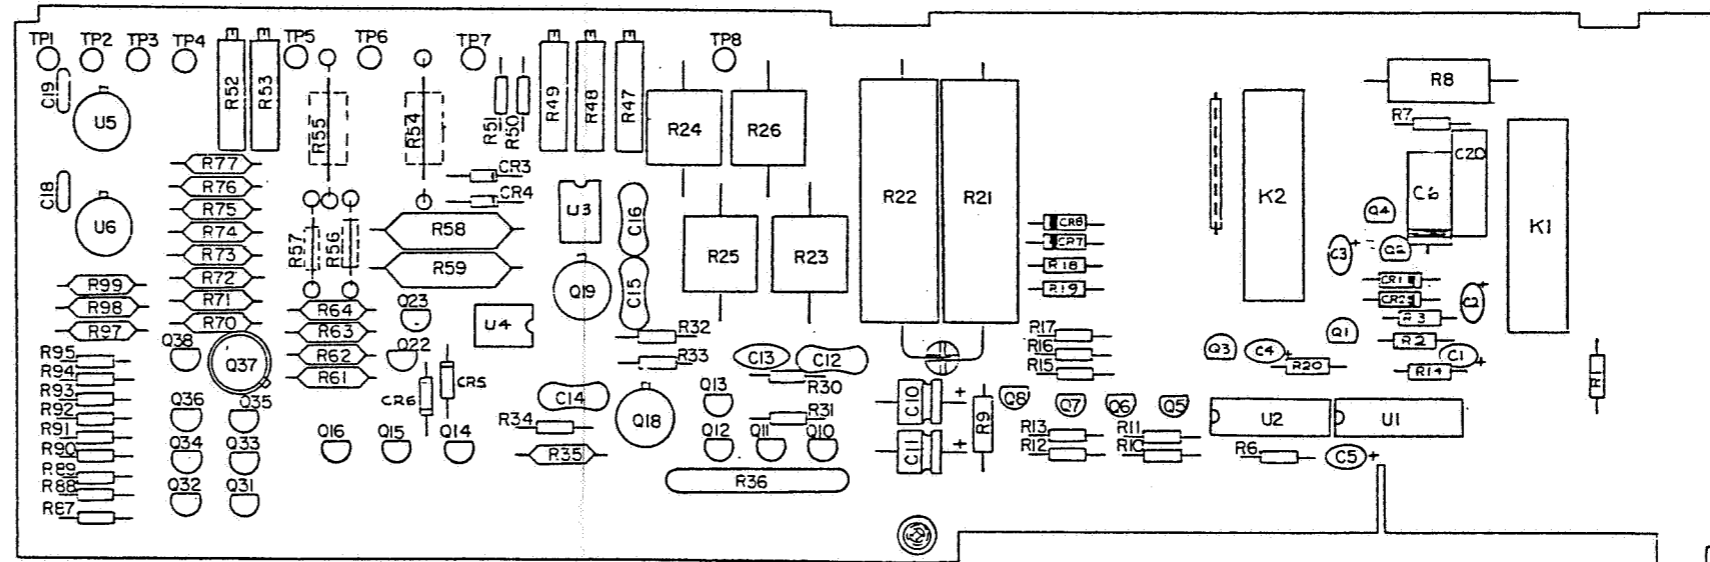 TP1 TP2 TP3 TP4 TP5 TP6 TP7 TP8
C19 U5 R52 R53 R55 R54 R51 R50 R49 R48 R47 R24 R26 R22 R21 K2 R8 R7 C20 C6 K1
C18 U6
R77
R76
R75
R74
R73
R72
R71
R70
R99
R98
R97
R57 R56
CR3
CR4
R58
R59
U3 C16 C15 Q19 U4
R25 R23
CR8
CR7
R18
R19
Q4 Q2 C3 + CR1 CR2 C2 + R3 R2 Q1 Q3 C4 + R20 C1 + R14 R1
R64
R63
R62
R61
Q23 Q22 CR6 CR5
R32
R33
C13 C12 R30 R31
R17
R16
R15
Q38 Q37
R95
R94
R93
R92
R91
R90
R89
R88
R87
Q36 Q35
Q34 Q33
Q32 Q31
Q16 Q15 Q14
R34 C14 R35 Q18
Q13 Q12 Q11 Q10
R36
C10 + C11 + R9
Q8 Q7 Q6 Q5
R13 R12 R11 R10
U2 U1
R6 C5 +